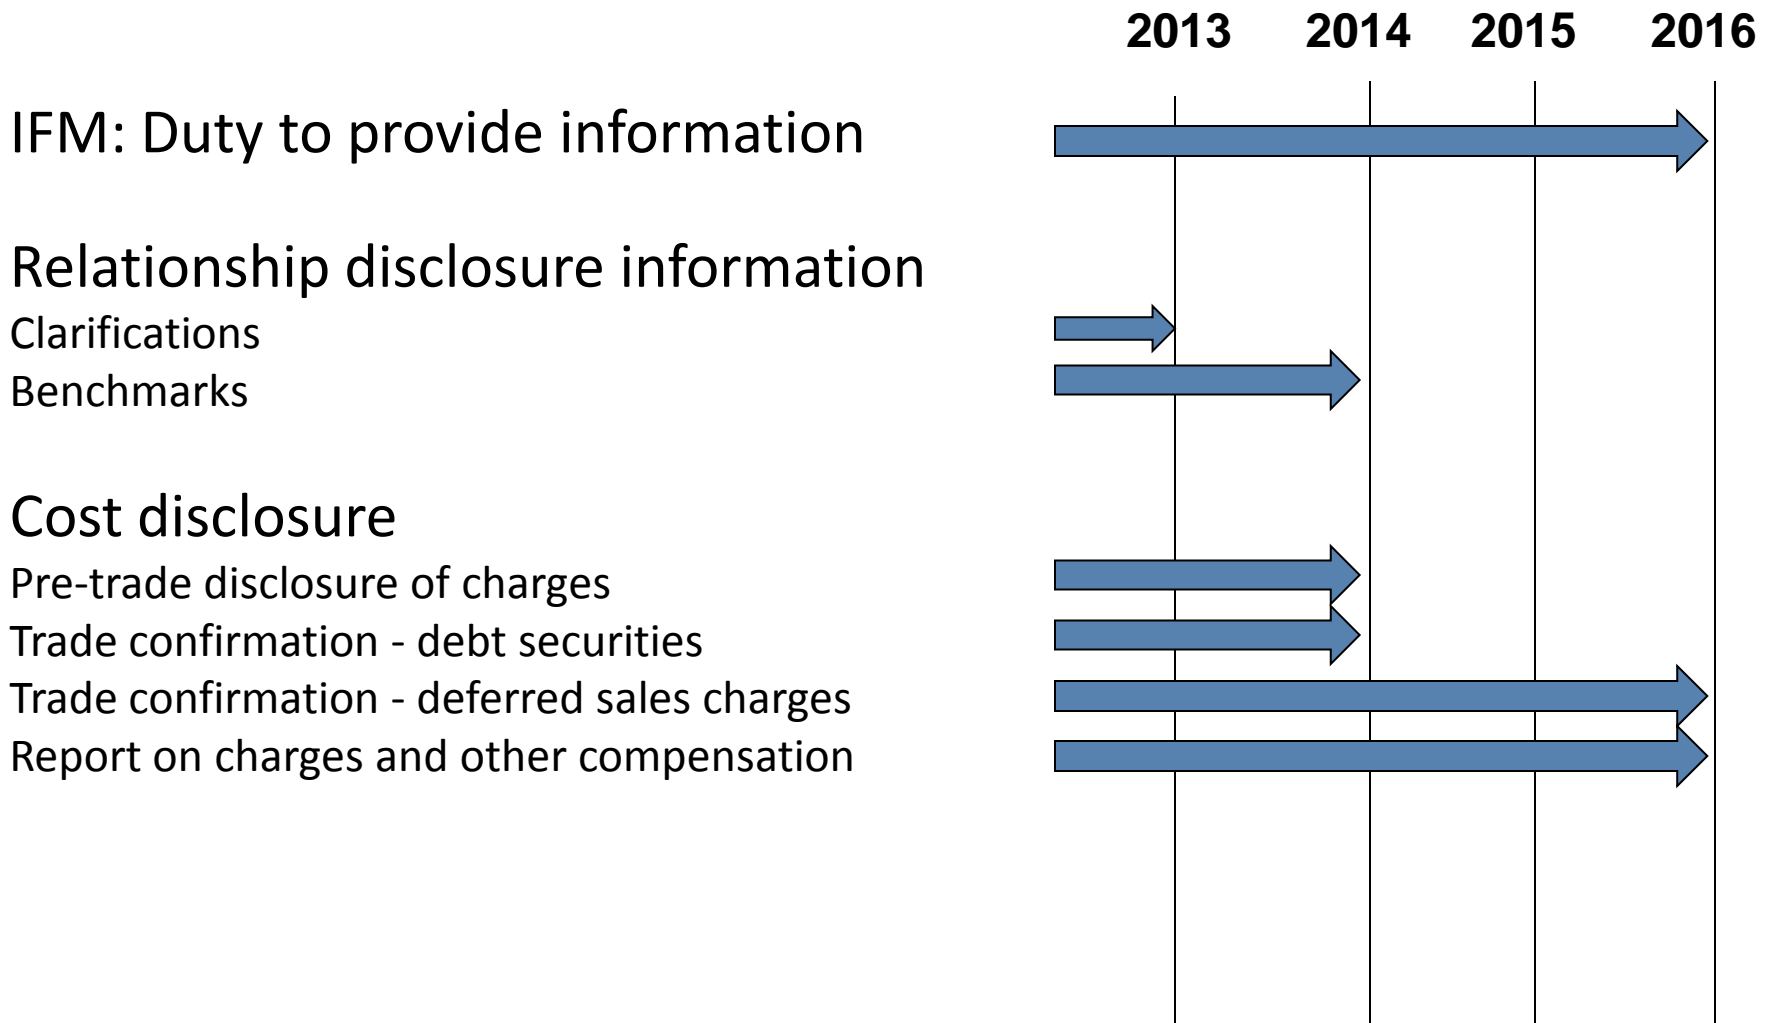 2013 2014 2015 2016
IFM: Duty to provide information
Relationship disclosure information
Clarifications
Benchmarks
Cost disclosure
Pre-trade disclosure of charges
Trade confirmation - debt securities
Trade confirmation - deferred sales charges
Report on charges and other compensation